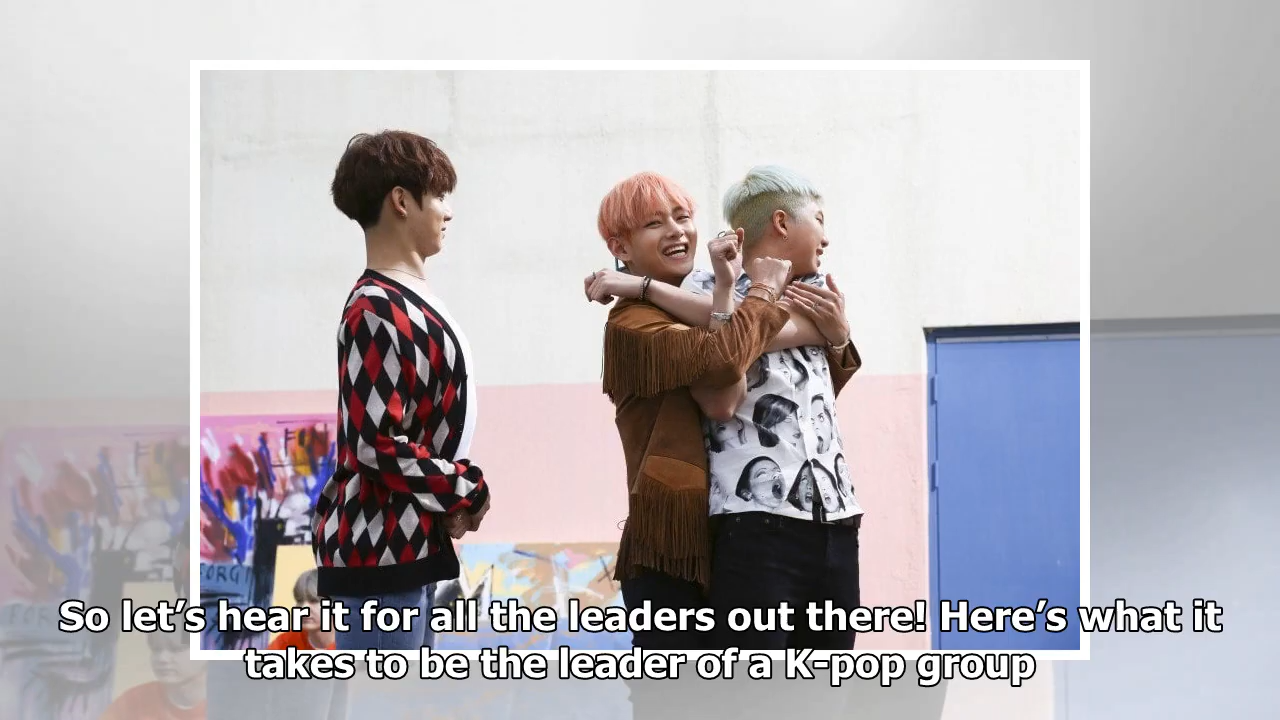 FORGI
So let’s hear it for all the leaders out there! Here’s what it
takes to be the leader of a K-pop group